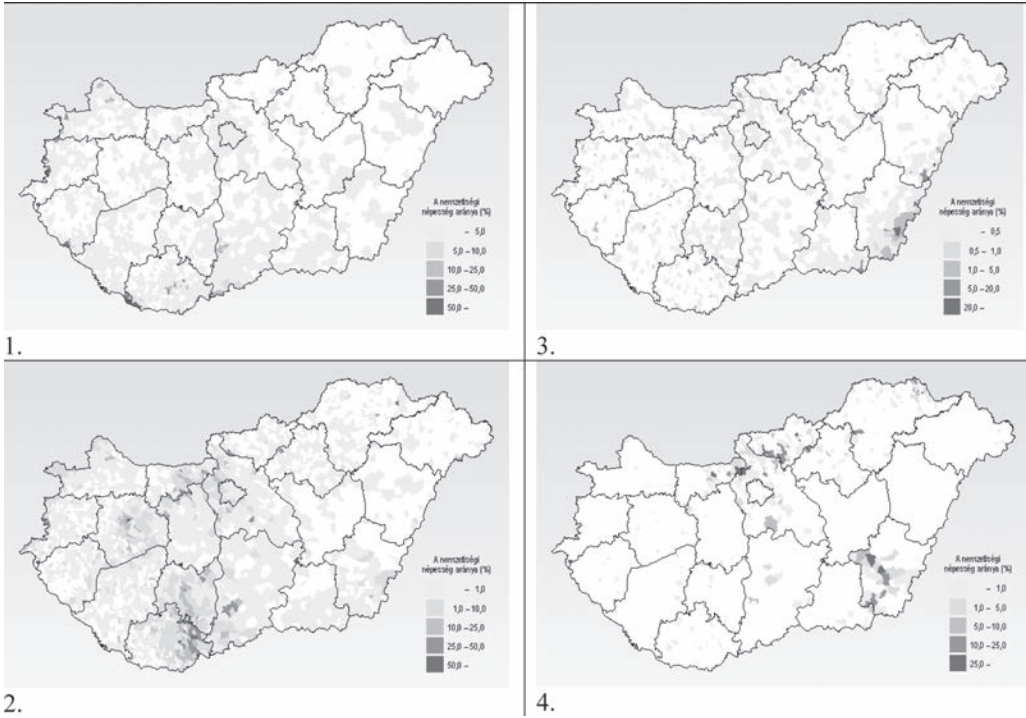 A nemzetiségi
népesség aránya (%)
– 5,0
5,0 – 10,0
10,0 – 25,0
25,0 – 50,0
50,0 –
1.
A nemzetiségi
népesség aránya (%)
– 0,5
0,5 – 1,0
1,0 – 5,0
5,0 – 20,0
20,0 –
3.
A nemzetiségi
népesség aránya (%)
– 1,0
1,0 – 10,0
10,0 – 25,0
25,0 – 50,0
50,0 –
2.
A nemzetiségi
népesség aránya (%)
– 1,0
1,0 – 5,0
5,0 – 10,0
10,0 – 25,0
25,0 –
4.